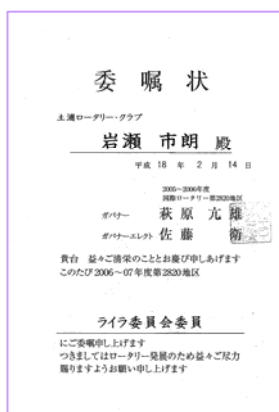 委嘱状
土浦ロータリー・クラブ
岩瀬 市朗 殿
平成 18 年 2 月 14 日
2005～2006年度
国際ロータリー第2820地区
ガバナー 萩原 亢雄
ガバナーエレクト 佐藤 衛
貴台 益々ご清栄のこととお慶び申しあげます
このたび2006～07年度第2820地区
ライラ委員会委員
にご委嘱申し上げます
つきましてはロータリー発展のため益々ご尽力
賜りますようお願い申し上げます